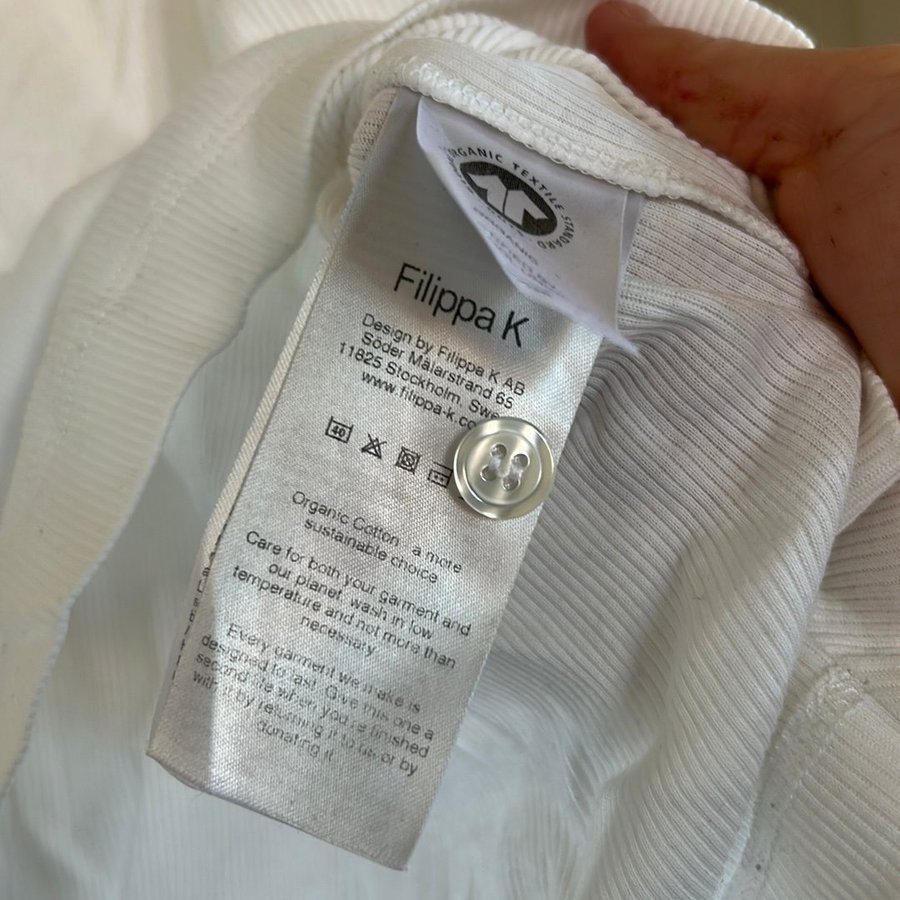 ORGANIC TEXTILE STANDARD
ORGANIC
Filippa K
Design by Filippa K AB
Söder Mälarstrand 65
11825 Stockholm, Swe
www.filippa-k.co
40
Organic Cotton a more
sustainable choice
Care for both your garment and
our planet, wash in low
temperature and not more than
necessary.
Every garment we make is
designed to last. Give this one a
second life when you're finished
with it by returning it to us or by
donating it.